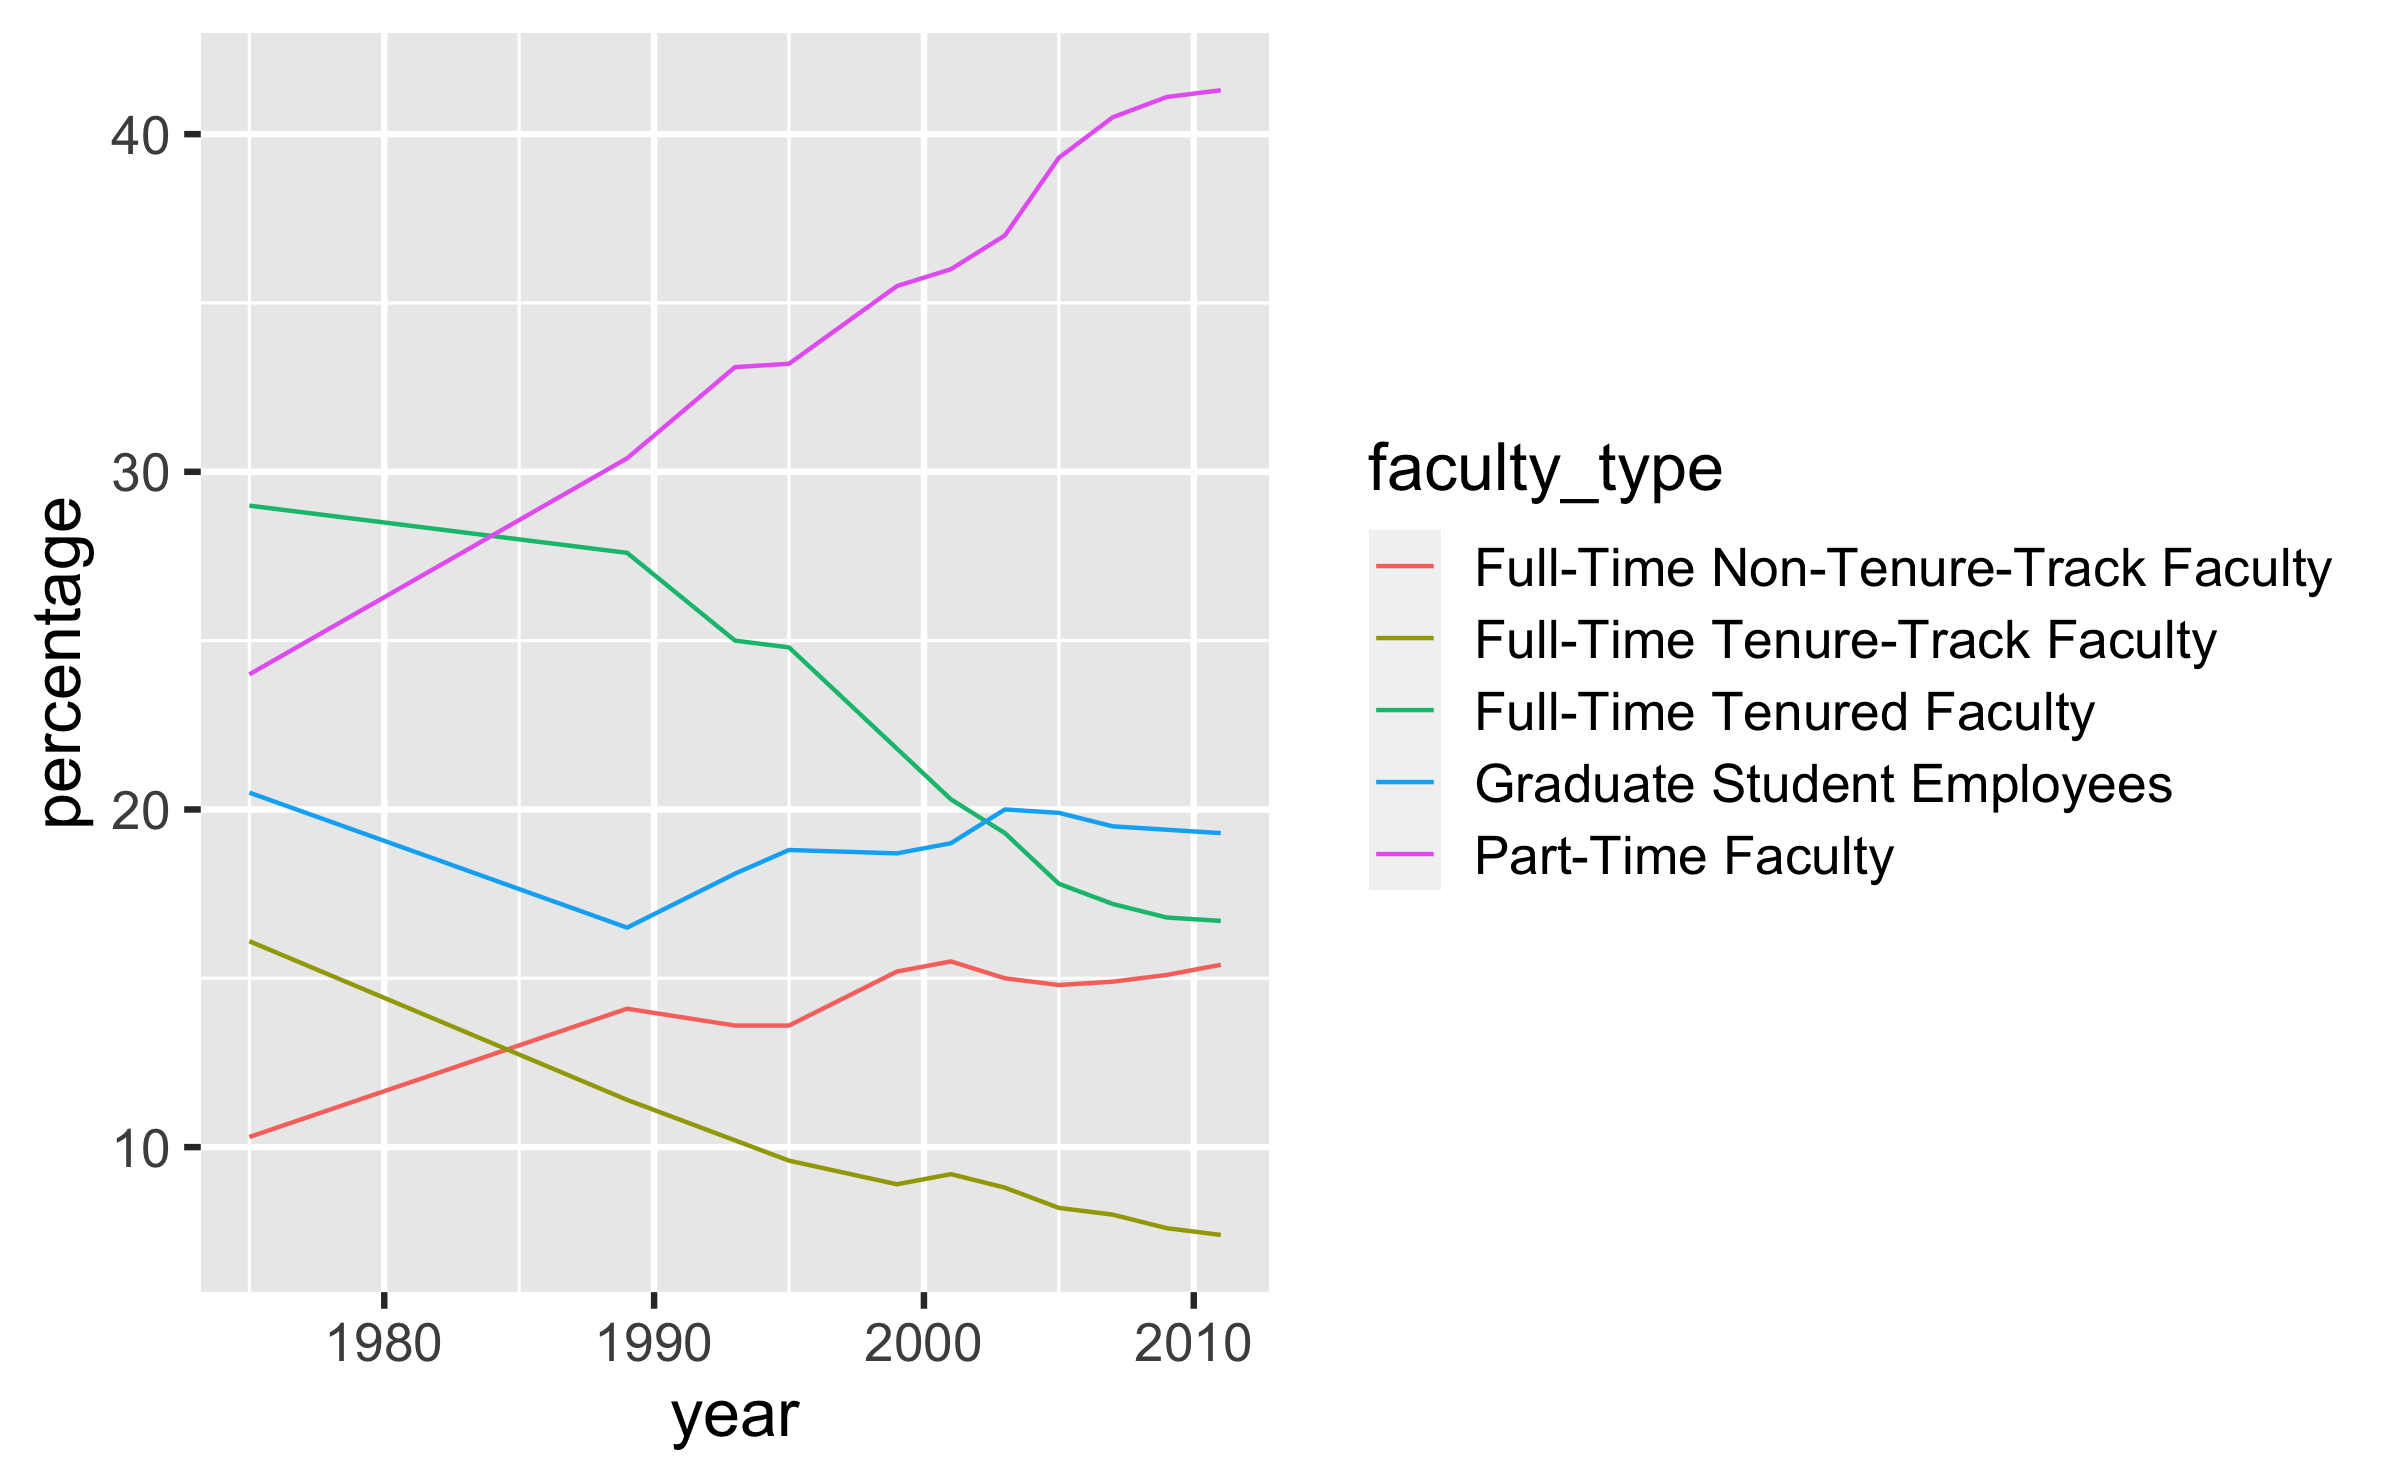 percentage
40
30
20
10
1980 1990 2000 2010
year
faculty_type
Full-Time Non-Tenure-Track Faculty
Full-Time Tenure-Track Faculty
Full-Time Tenured Faculty
Graduate Student Employees
Part-Time Faculty